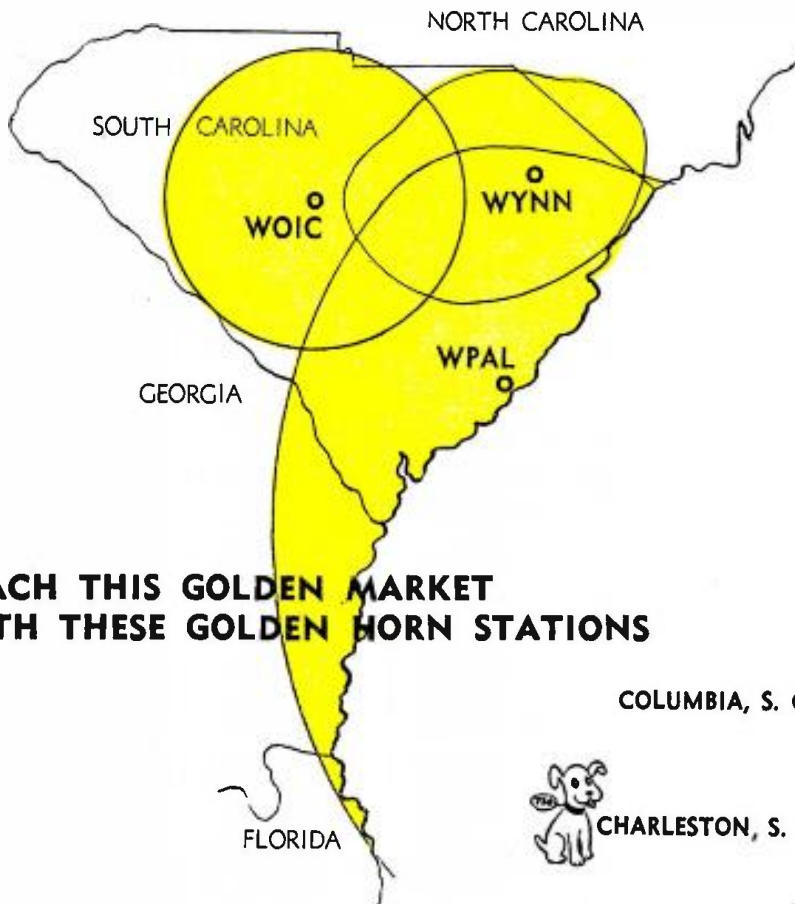 NORTH CAROLINA
SOUTH CAROLINA
WOIC
WYNN
WPAL
GEORGIA
ACH THIS GOLDEN MARKET
TH THESE GOLDEN HORN STATIONS
COLUMBIA, S. C
CHARLESTON, S.
FLORIDA